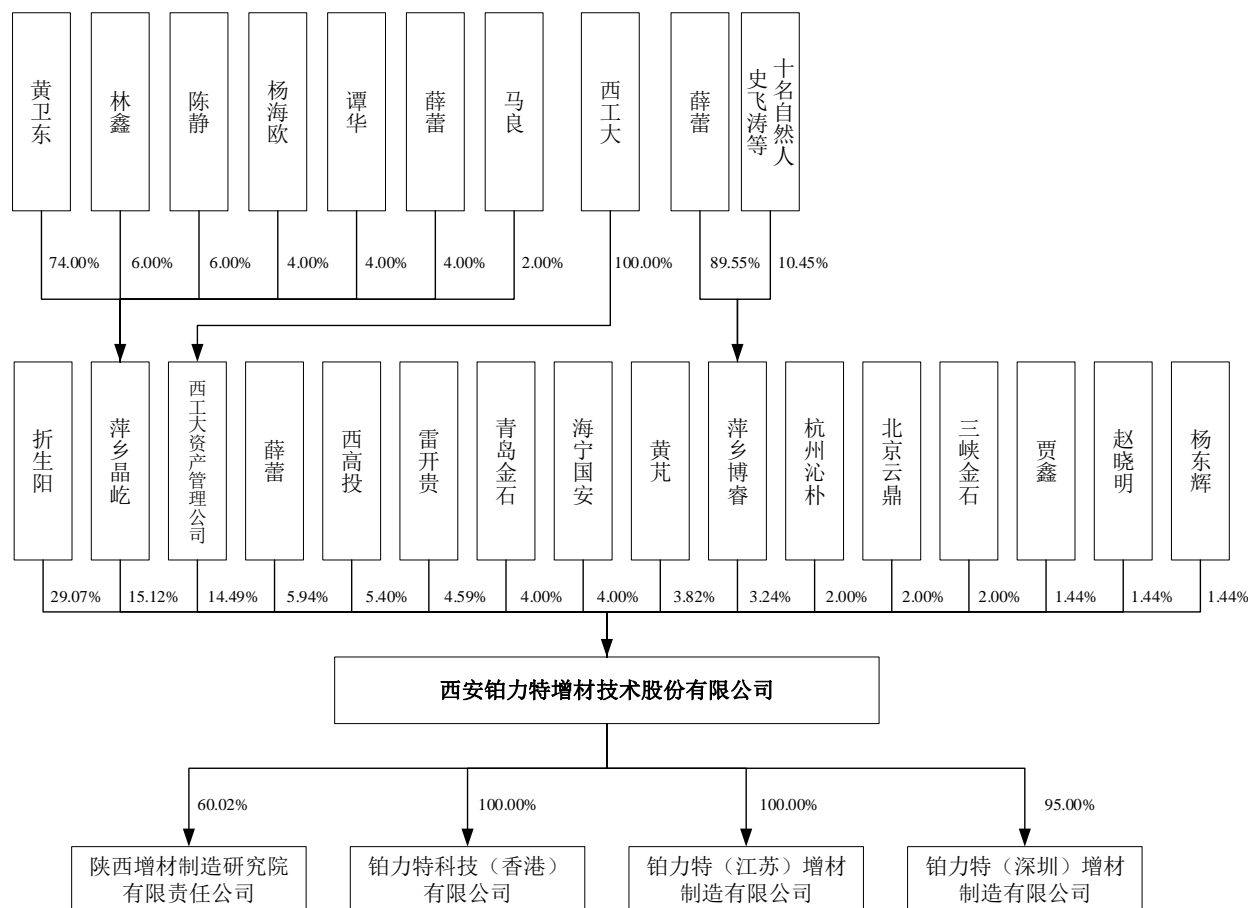 黄卫东
林鑫
陈静
杨海欧
谭华
薛蕾
马良
西工大
薛蕾
史飞涛等
十名自然人
74.00%
6.00%
6.00%
4.00%
4.00%
4.00%
2.00%
100.00%
89.55%
10.45%
折生阳
萍乡晶屹
西工大资产管理公司
薛蕾
西高投
雷开贵
青岛金石
海宁国安
黄芃
萍乡博睿
杭州沁朴
北京云鼎
三峡金石
贾鑫
赵晓明
杨东辉
29.07%
15.12%
14.49%
5.94%
5.40%
4.59%
4.00%
4.00%
3.82%
3.24%
2.00%
2.00%
2.00%
1.44%
1.44%
1.44%
西安铂力特增材技术股份有限公司
60.02%
100.00%
100.00%
95.00%
陕西增材制造研究院
有限责任公司
铂力特科技（香港）
有限公司
铂力特（江苏）增材
制造有限公司
铂力特（深圳）增材
制造有限公司